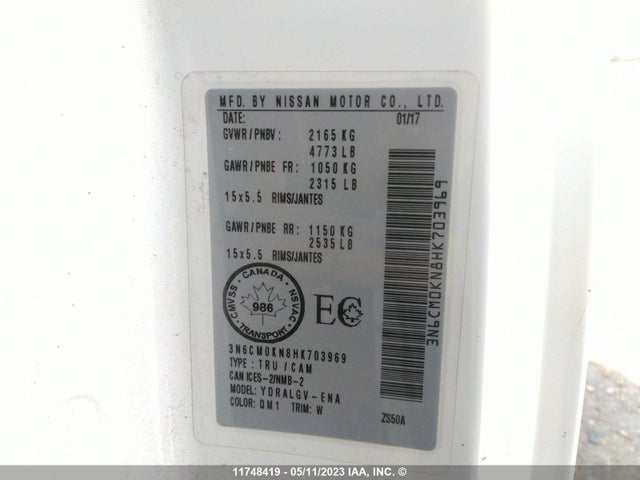 MFD. BY NISSAN MOTOR CO., LTD.
DATE: 01/17
GVWR/PNBV: 2165 KG
4773 LB
GAWR/PNBE FR: 1050 KG
2315 LB
15x5.5 RIMS/JANTES
GAWR/PNBE RR: 1150 KG
2535 LB
15x5.5 RIMS/JANTES
CANADA
CMVSS NSVAC
986
TRANSPORT
EC
3N6CM0KN8HK703969
TYPE: TRU/CAM
CAN ICES-2/NMB-2
MODEL: YDRALGV-ENA
COLOR: QM1 TRIM: W
ZS50A
3N6CM0KN8HK703969
11748419 - 05/11/2023 IAA, INC. ©